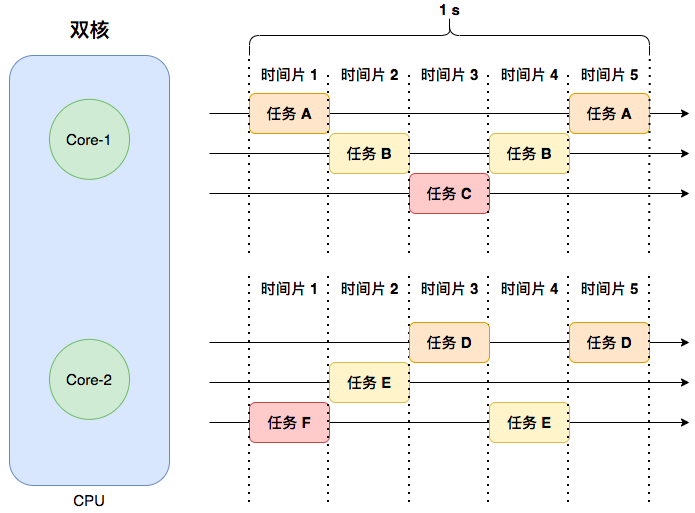 1 s
双核
时间片 1 时间片 2 时间片 3 时间片 4 时间片 5
任务 A 任务 A
Core-1
任务 B 任务 B
任务 C
时间片 1 时间片 2 时间片 3 时间片 4 时间片 5
任务 D 任务 D
Core-2
任务 E
任务 F 任务 E
CPU